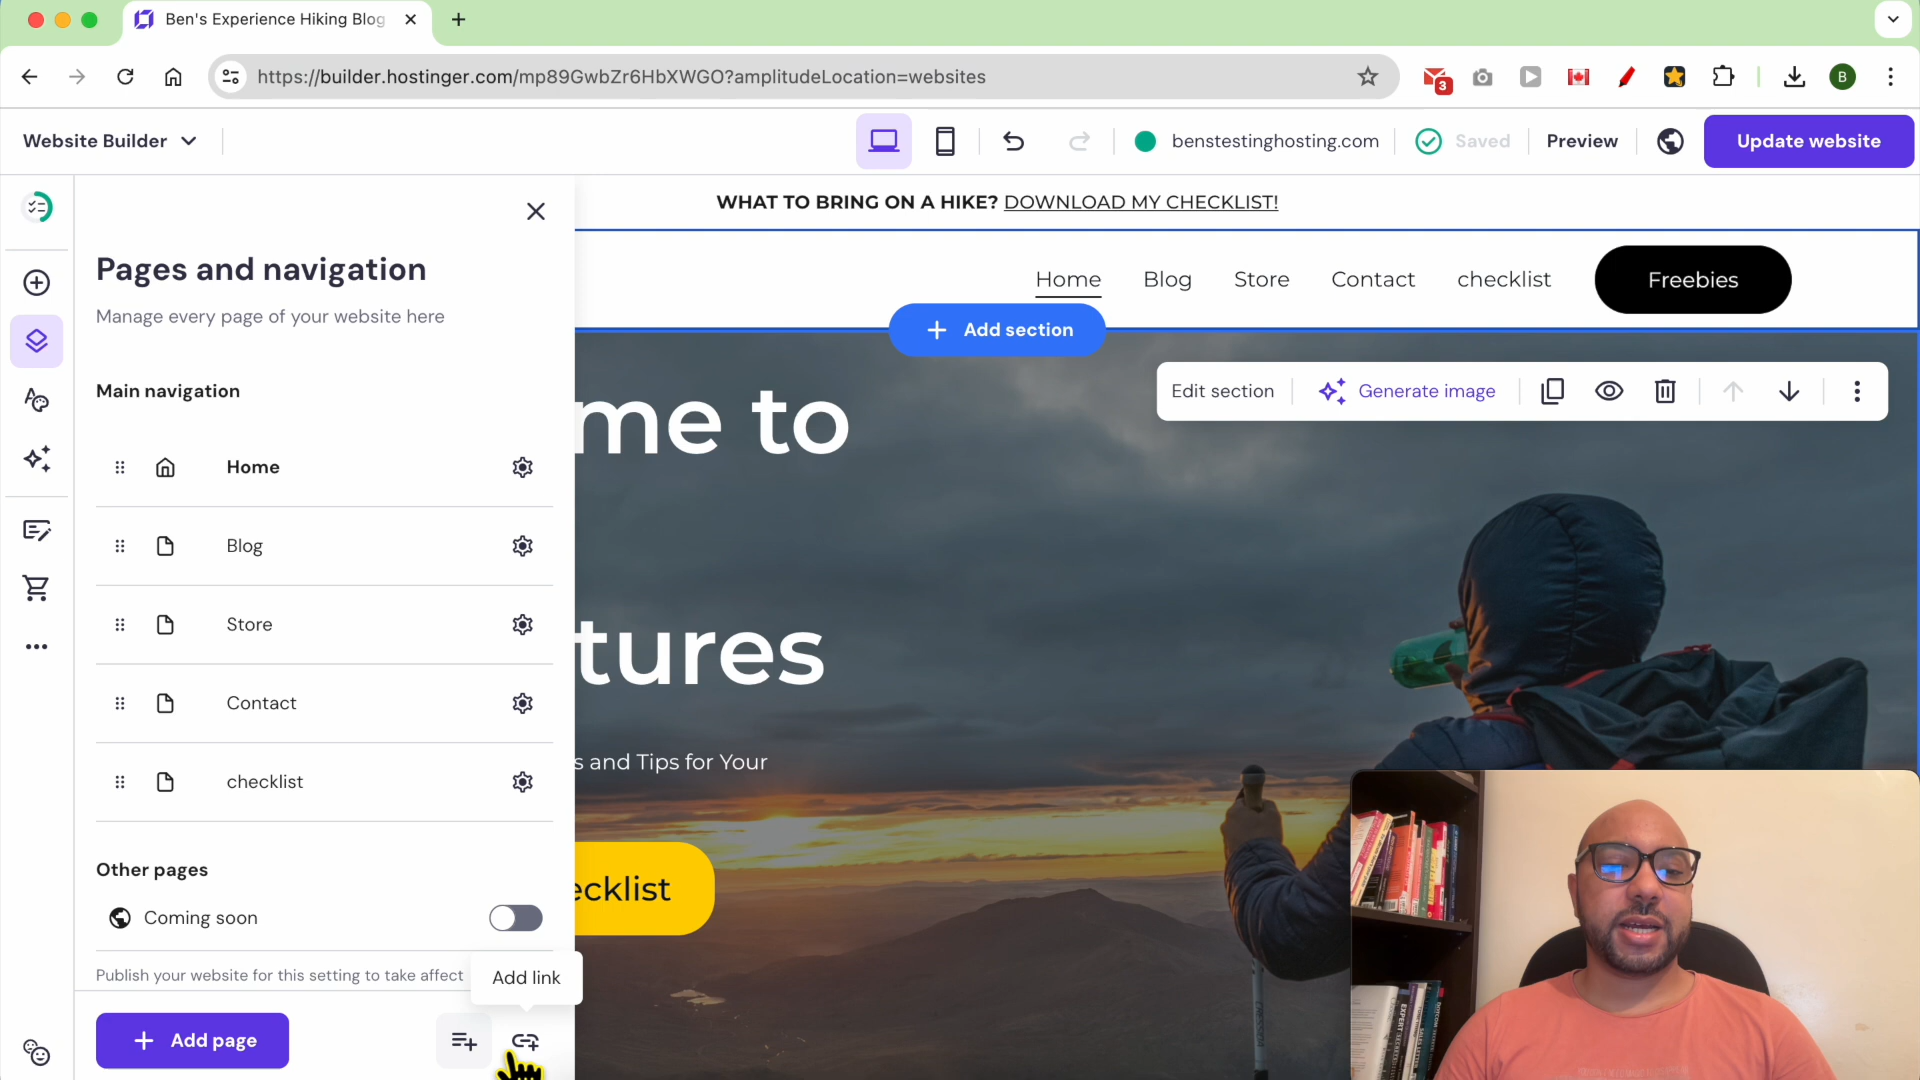 Ben's Experience Hiking Blog
https://builder.hostinger.com/mp89GwbZr6HbXWGO?amplitudeLocation=websites
3
B
Website Builder
benstestinghosting.com
Saved
Preview
Update website
WHAT TO BRING ON A HIKE? DOWNLOAD MY CHECKLIST!
Home
Blog
Store
Contact
checklist
Freebies
Add section
Edit section
Generate image
Pages and navigation
Manage every page of your website here
Main navigation
Home
Blog
Store
Contact
checklist
Other pages
Coming soon
Publish your website for this setting to take affect
Add link
Add page
me to
tures
s and Tips for Your
ecklist